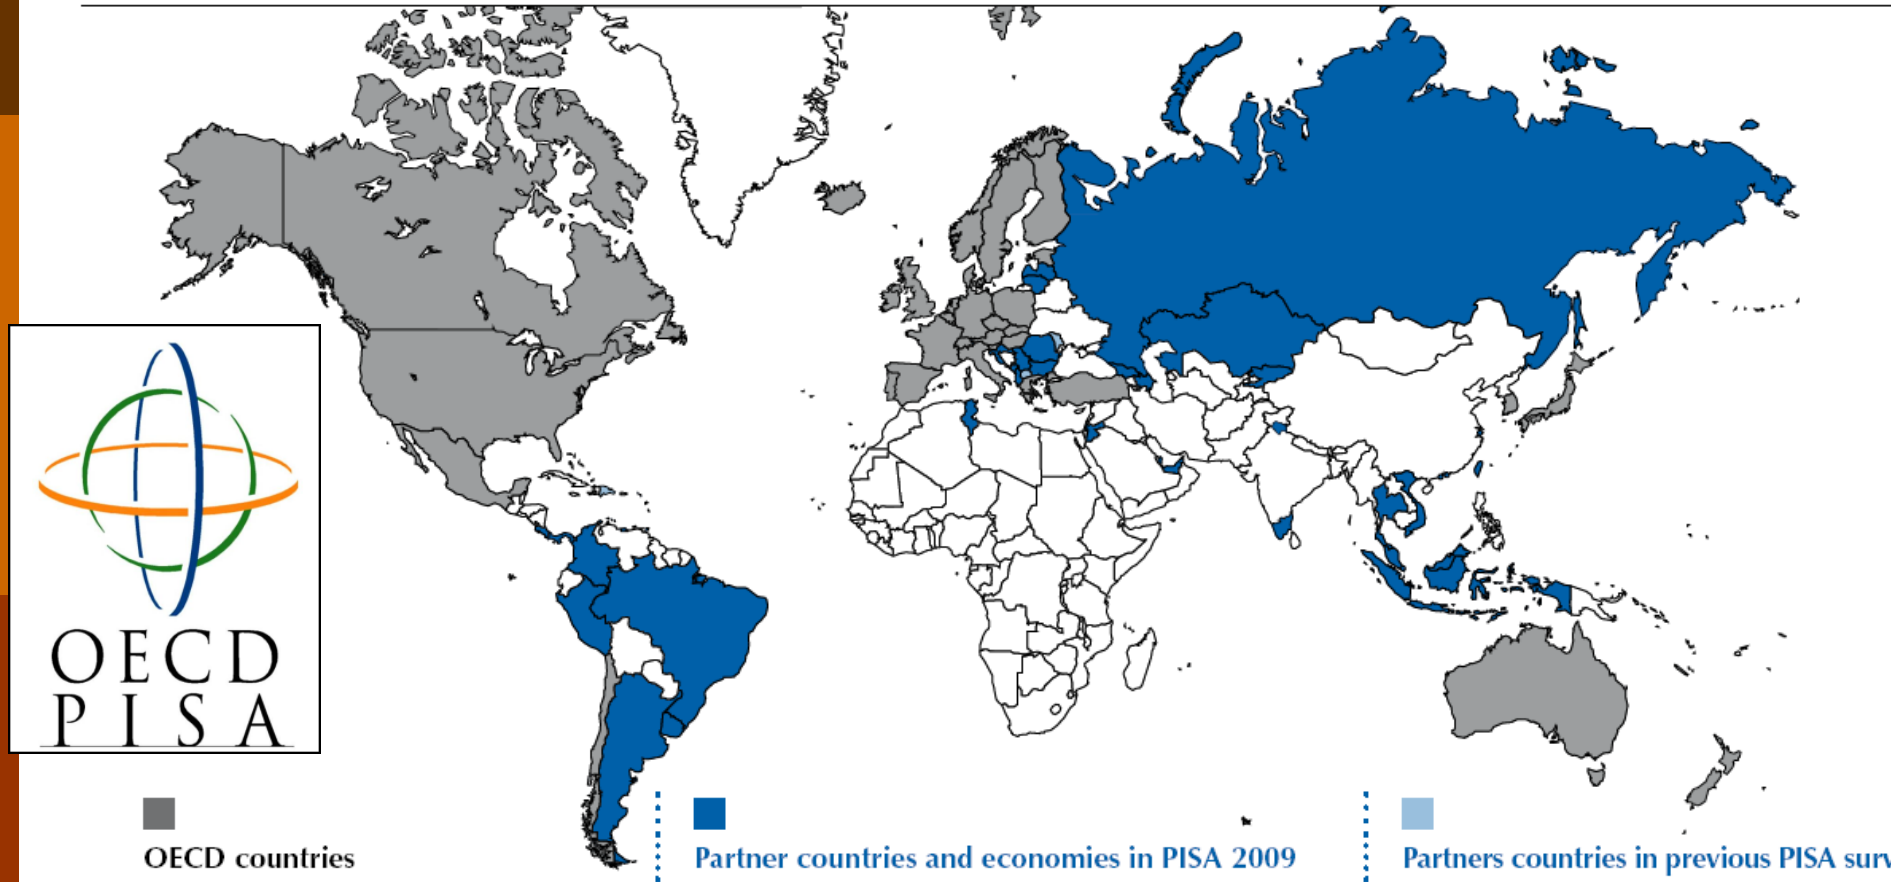 OECD
PISA
OECD countries
Partner countries and economies in PISA 2009
Partners countries in previous PISA surv